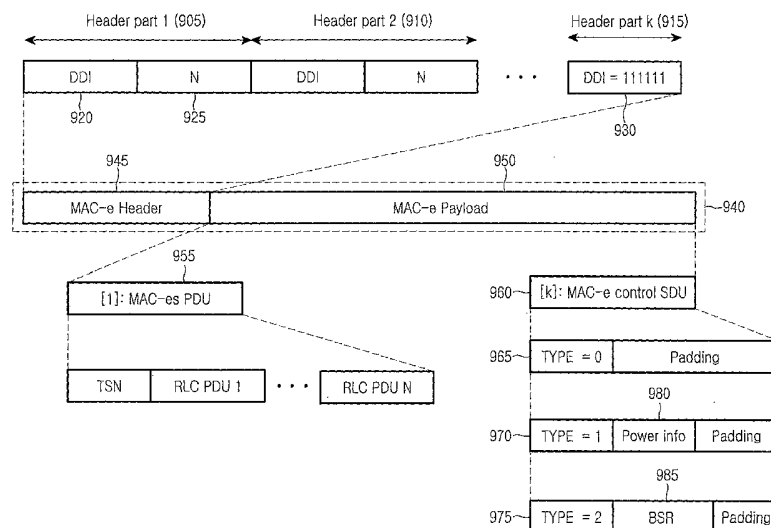 Header part 1 (905) Header part 2 (910) Header part k (915)
DDI N DDI N ... DDI = 111111
920 925 930
945 950
MAC-e Header MAC-e Payload 940
955
[1]: MAC-es PDU 960 [k]: MAC-e control SDU
965 TYPE = 0 Padding
TSN RLC PDU 1 ... RLC PDU N
980
970 TYPE = 1 Power info Padding
985
975 TYPE = 2 BSR Padding